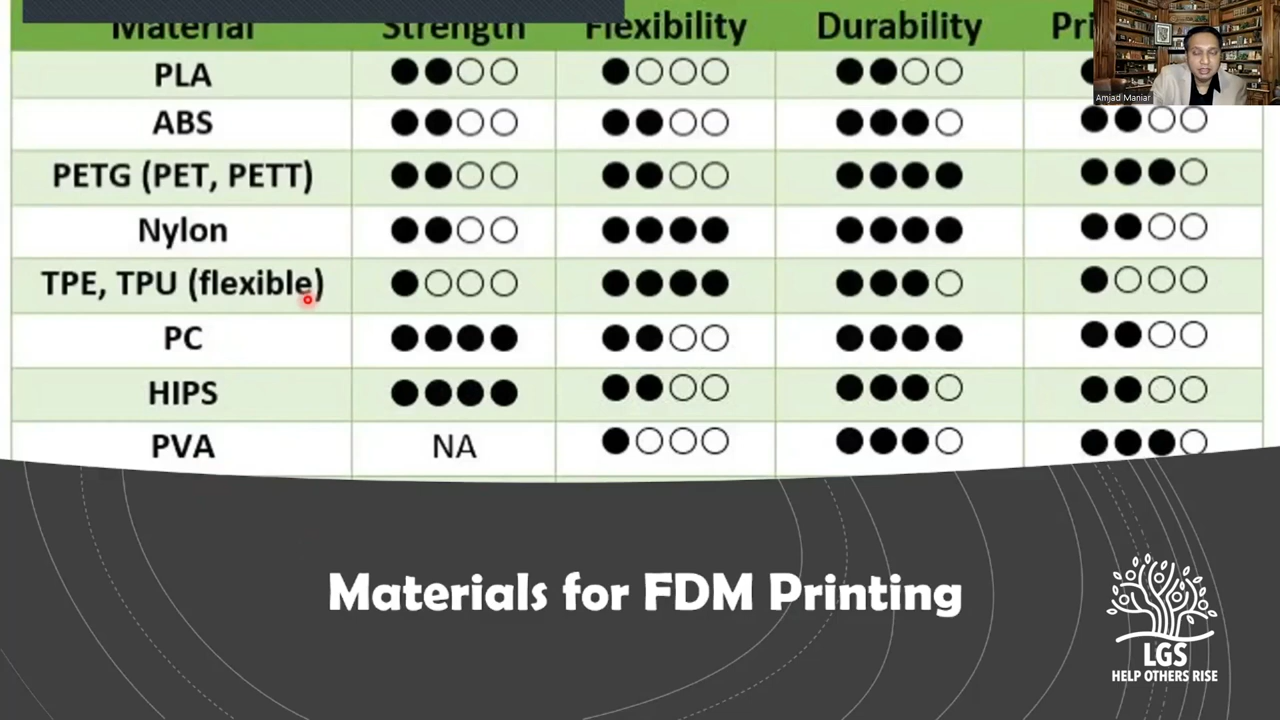 Material Strength Flexibility Durability
PLA
Amjad Maniar
ABS
PETG (PET, PETT)
Nylon
TPE, TPU (flexible)
PC
HIPS
PVA NA
Materials for FDM Printing
LGS
HELP OTHERS RISE